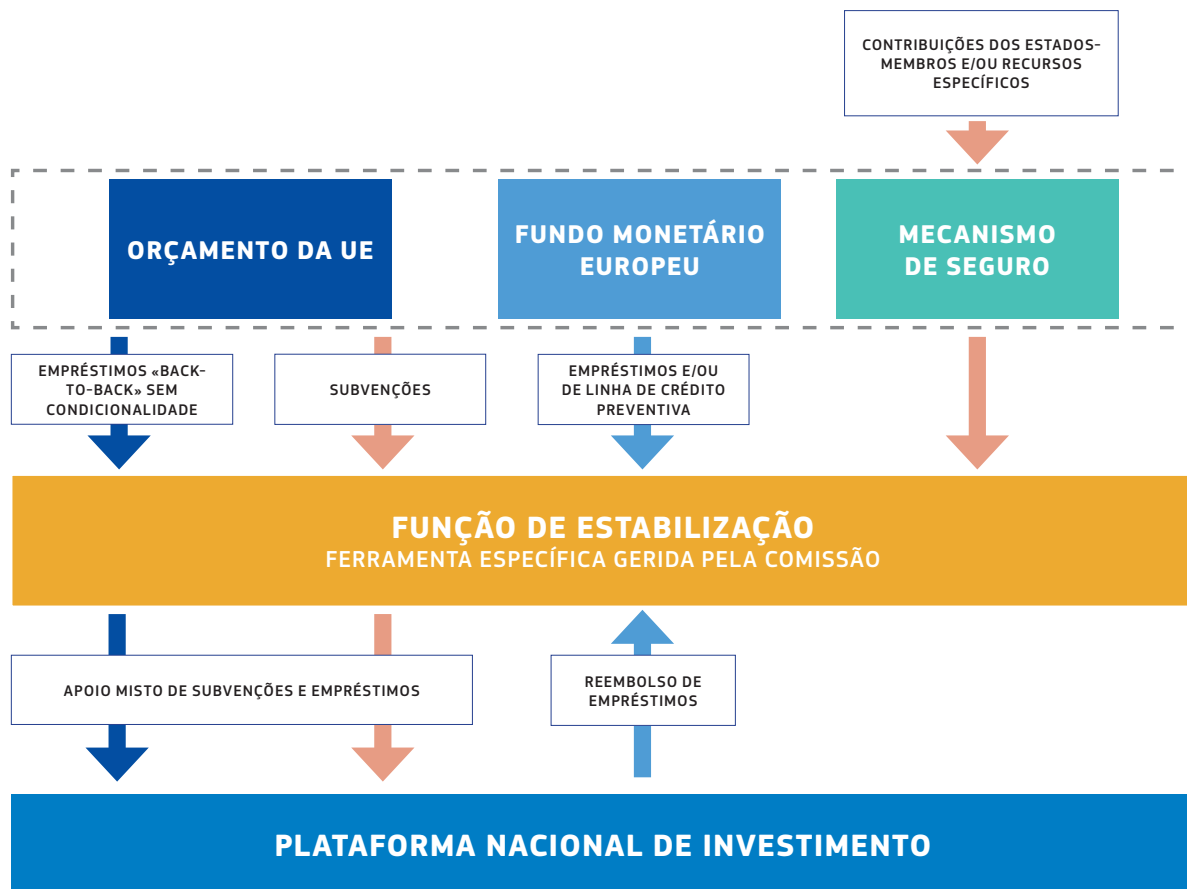 CONTRIBUIÇÕES DOS ESTADOS-
MEMBROS E/OU RECURSOS
ESPECÍFICOS
ORÇAMENTO DA UE
FUNDO MONETÁRIO
EUROPEU
MECANISMO
DE SEGURO
EMPRÉSTIMOS «BACK-
TO-BACK» SEM
CONDICIONALIDADE
SUBVENÇÕES
EMPRÉSTIMOS E/OU
DE LINHA DE CRÉDITO
PREVENTIVA
FUNÇÃO DE ESTABILIZAÇÃO
FERRAMENTA ESPECÍFICA GERIDA PELA COMISSÃO
APOIO MISTO DE SUBVENÇÕES E EMPRÉSTIMOS
REEMBOLSO DE
EMPRÉSTIMOS
PLATAFORMA NACIONAL DE INVESTIMENTO